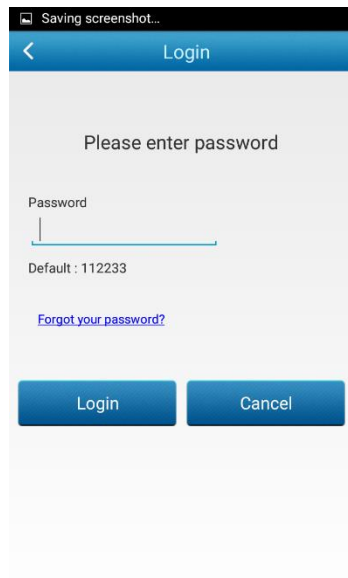 Saving screenshot...
Login
Please enter password
Password
Default : 112233
Forgot your password?
Login Cancel